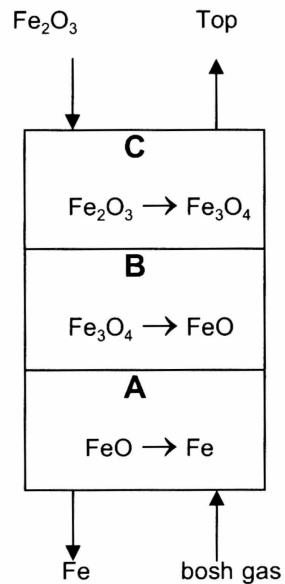 Fe₂O₃ Top
C
Fe₂O₃ → Fe₃O₄
B
Fe₃O₄ → FeO
A
FeO → Fe
Fe bosh gas